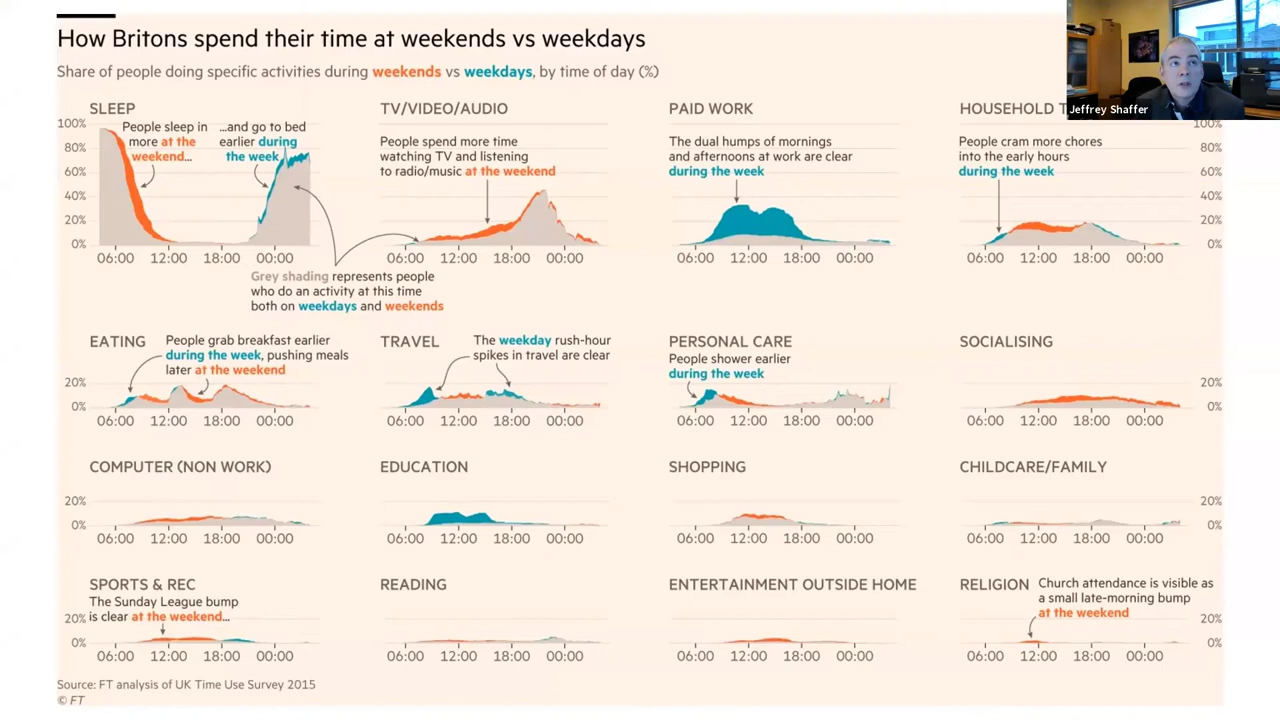 How Britons spend their time at weekends vs weekdays
Share of people doing specific activities during weekends vs weekdays, by time of day (%)
Jeffrey Shaffer
SLEEP
100%
80%
60%
40%
20%
0%
People sleep in
more at the
weekend...
...and go to bed
earlier during
the week
06:00 12:00 18:00 00:00
TV/VIDEO/AUDIO
People spend more time
watching TV and listening
to radio/music at the weekend
06:00 12:00 18:00 00:00
Grey shading represents people
who do an activity at this time
both on weekdays and weekends
PAID WORK
The dual humps of mornings
and afternoons at work are clear
during the week
06:00 12:00 18:00 00:00
HOUSEHOLD
People cram more chores
into the early hours
during the week
100%
80%
60%
40%
20%
0%
06:00 12:00 18:00 00:00
EATING
People grab breakfast earlier
during the week, pushing meals
later at the weekend
20%
0%
06:00 12:00 18:00 00:00
TRAVEL
The weekday rush-hour
spikes in travel are clear
06:00 12:00 18:00 00:00
PERSONAL CARE
People shower earlier
during the week
06:00 12:00 18:00 00:00
SOCIALISING
20%
0%
06:00 12:00 18:00 00:00
COMPUTER (NON WORK)
20%
0%
06:00 12:00 18:00 00:00
EDUCATION
06:00 12:00 18:00 00:00
SHOPPING
06:00 12:00 18:00 00:00
CHILDCARE/FAMILY
20%
0%
06:00 12:00 18:00 00:00
SPORTS & REC
The Sunday League bump
is clear at the weekend...
20%
0%
06:00 12:00 18:00 00:00
READING
06:00 12:00 18:00 00:00
ENTERTAINMENT OUTSIDE HOME
06:00 12:00 18:00 00:00
RELIGION
Church attendance is visible as
a small late-morning bump
at the weekend
20%
0%
06:00 12:00 18:00 00:00
Source: FT analysis of UK Time Use Survey 2015
© FT